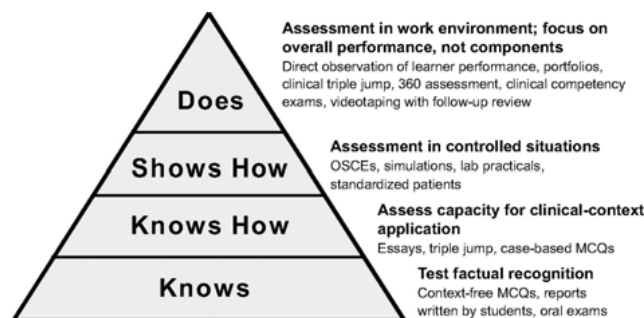 Assessment in work environment; focus on
overall performance, not components
Direct observation of learner performance, portfolios,
clinical triple jump, 360 assessment, clinical competency
exams, videotaping with follow-up review
Does
Assessment in controlled situations
OSCEs, simulations, lab practicals,
standardized patients
Shows How
Assess capacity for clinical-context
application
Essays, triple jump, case-based MCQs
Knows How
Test factual recognition
Context-free MCQs, reports
written by students, oral exams
Knows